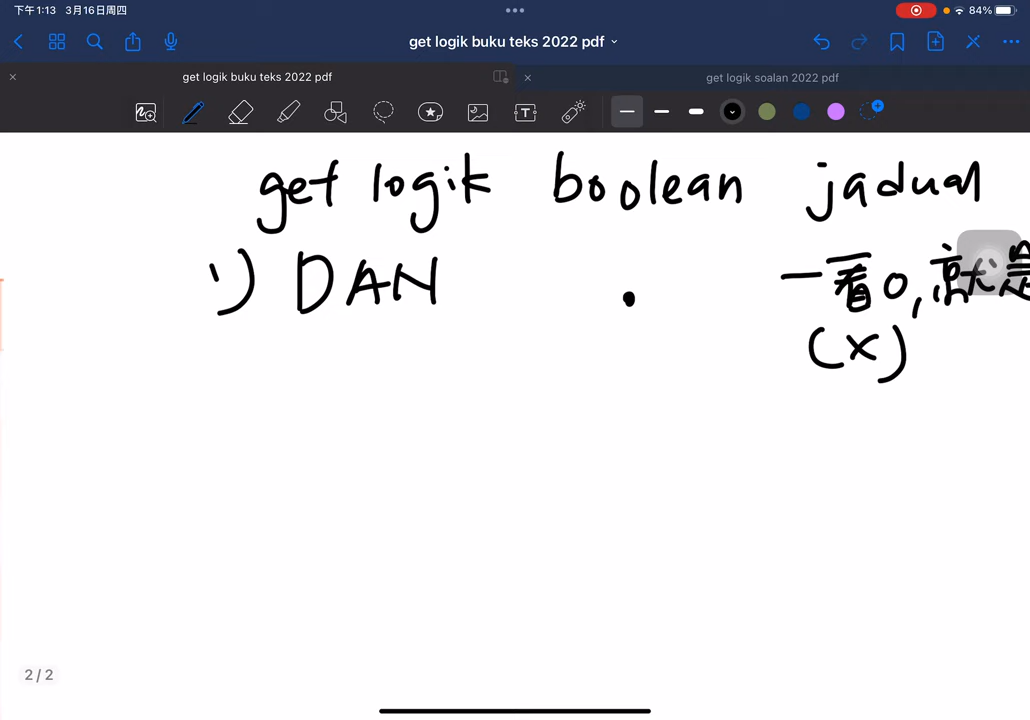 下午1:13 3月16日周四 84%
get logik buku teks 2022 pdf
get logik buku teks 2022 pdf get logik soalan 2022 pdf
get logik boolean jadual
1) DAN . 一看0,就是
(x)
2 / 2